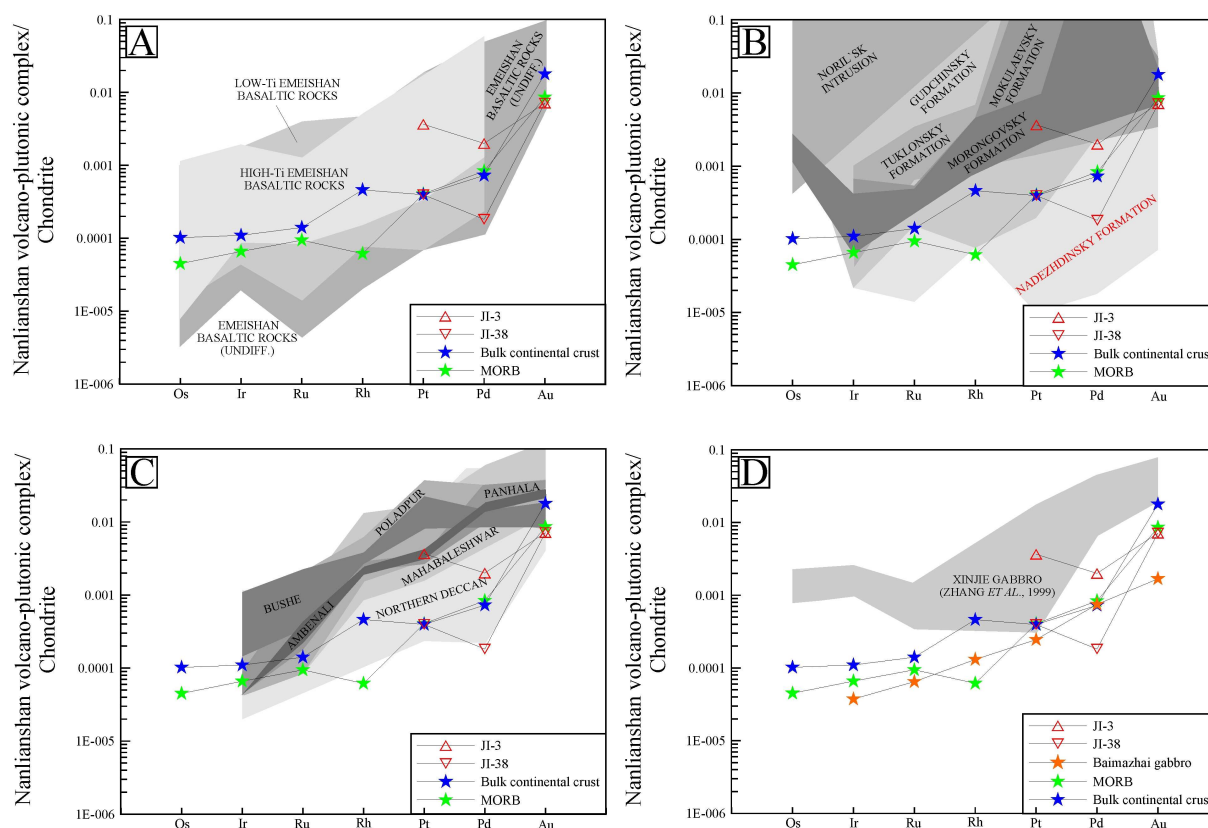 Nanlianshan volcano-plutonic complex/
Chondrite
A
0.1
0.01
0.001
0.0001
1E-005
1E-006
LOW-Ti EMEISHAN
BASALTIC ROCKS
HIGH-Ti EMEISHAN
BASALTIC ROCKS
EMEISHAN
BASALTIC ROCKS
(UNDIFF.)
EMEISHAN
BASALTIC ROCKS
(UNDIFF.)
JI-3
JI-38
Bulk continental crust
MORB
Os Ir Ru Rh Pt Pd Au
Nanlianshan volcano-plutonic complex/
Chondrite
B
0.1
0.01
0.001
0.0001
1E-005
1E-006
NORIL'SK
INTRUSION
GUDCHINSKY
FORMATION
MOKULAEVSKY
FORMATION
TUKLONSKY
FORMATION
MORONGOVSKY
FORMATION
NADEZHDINSKY FORMATION
JI-3
JI-38
Bulk continental crust
MORB
Os Ir Ru Rh Pt Pd Au
Nanlianshan volcano-plutonic complex/
Chondrite
C
0.1
0.01
0.001
0.0001
1E-005
1E-006
POLADPUR
PANHALA
MAHABALESHWAR
BUSHE
AMBENALI
NORTHERN DECCAN
JI-3
JI-38
Bulk continental crust
MORB
Os Ir Ru Rh Pt Pd Au
Nanlianshan volcano-plutonic complex/
Chondrite
D
0.1
0.01
0.001
0.0001
1E-005
1E-006
XINJIE GABBRO
(ZHANG ET AL., 1999)
JI-3
JI-38
Baimazhai gabbro
MORB
Bulk continental crust
Os Ir Ru Rh Pt Pd Au